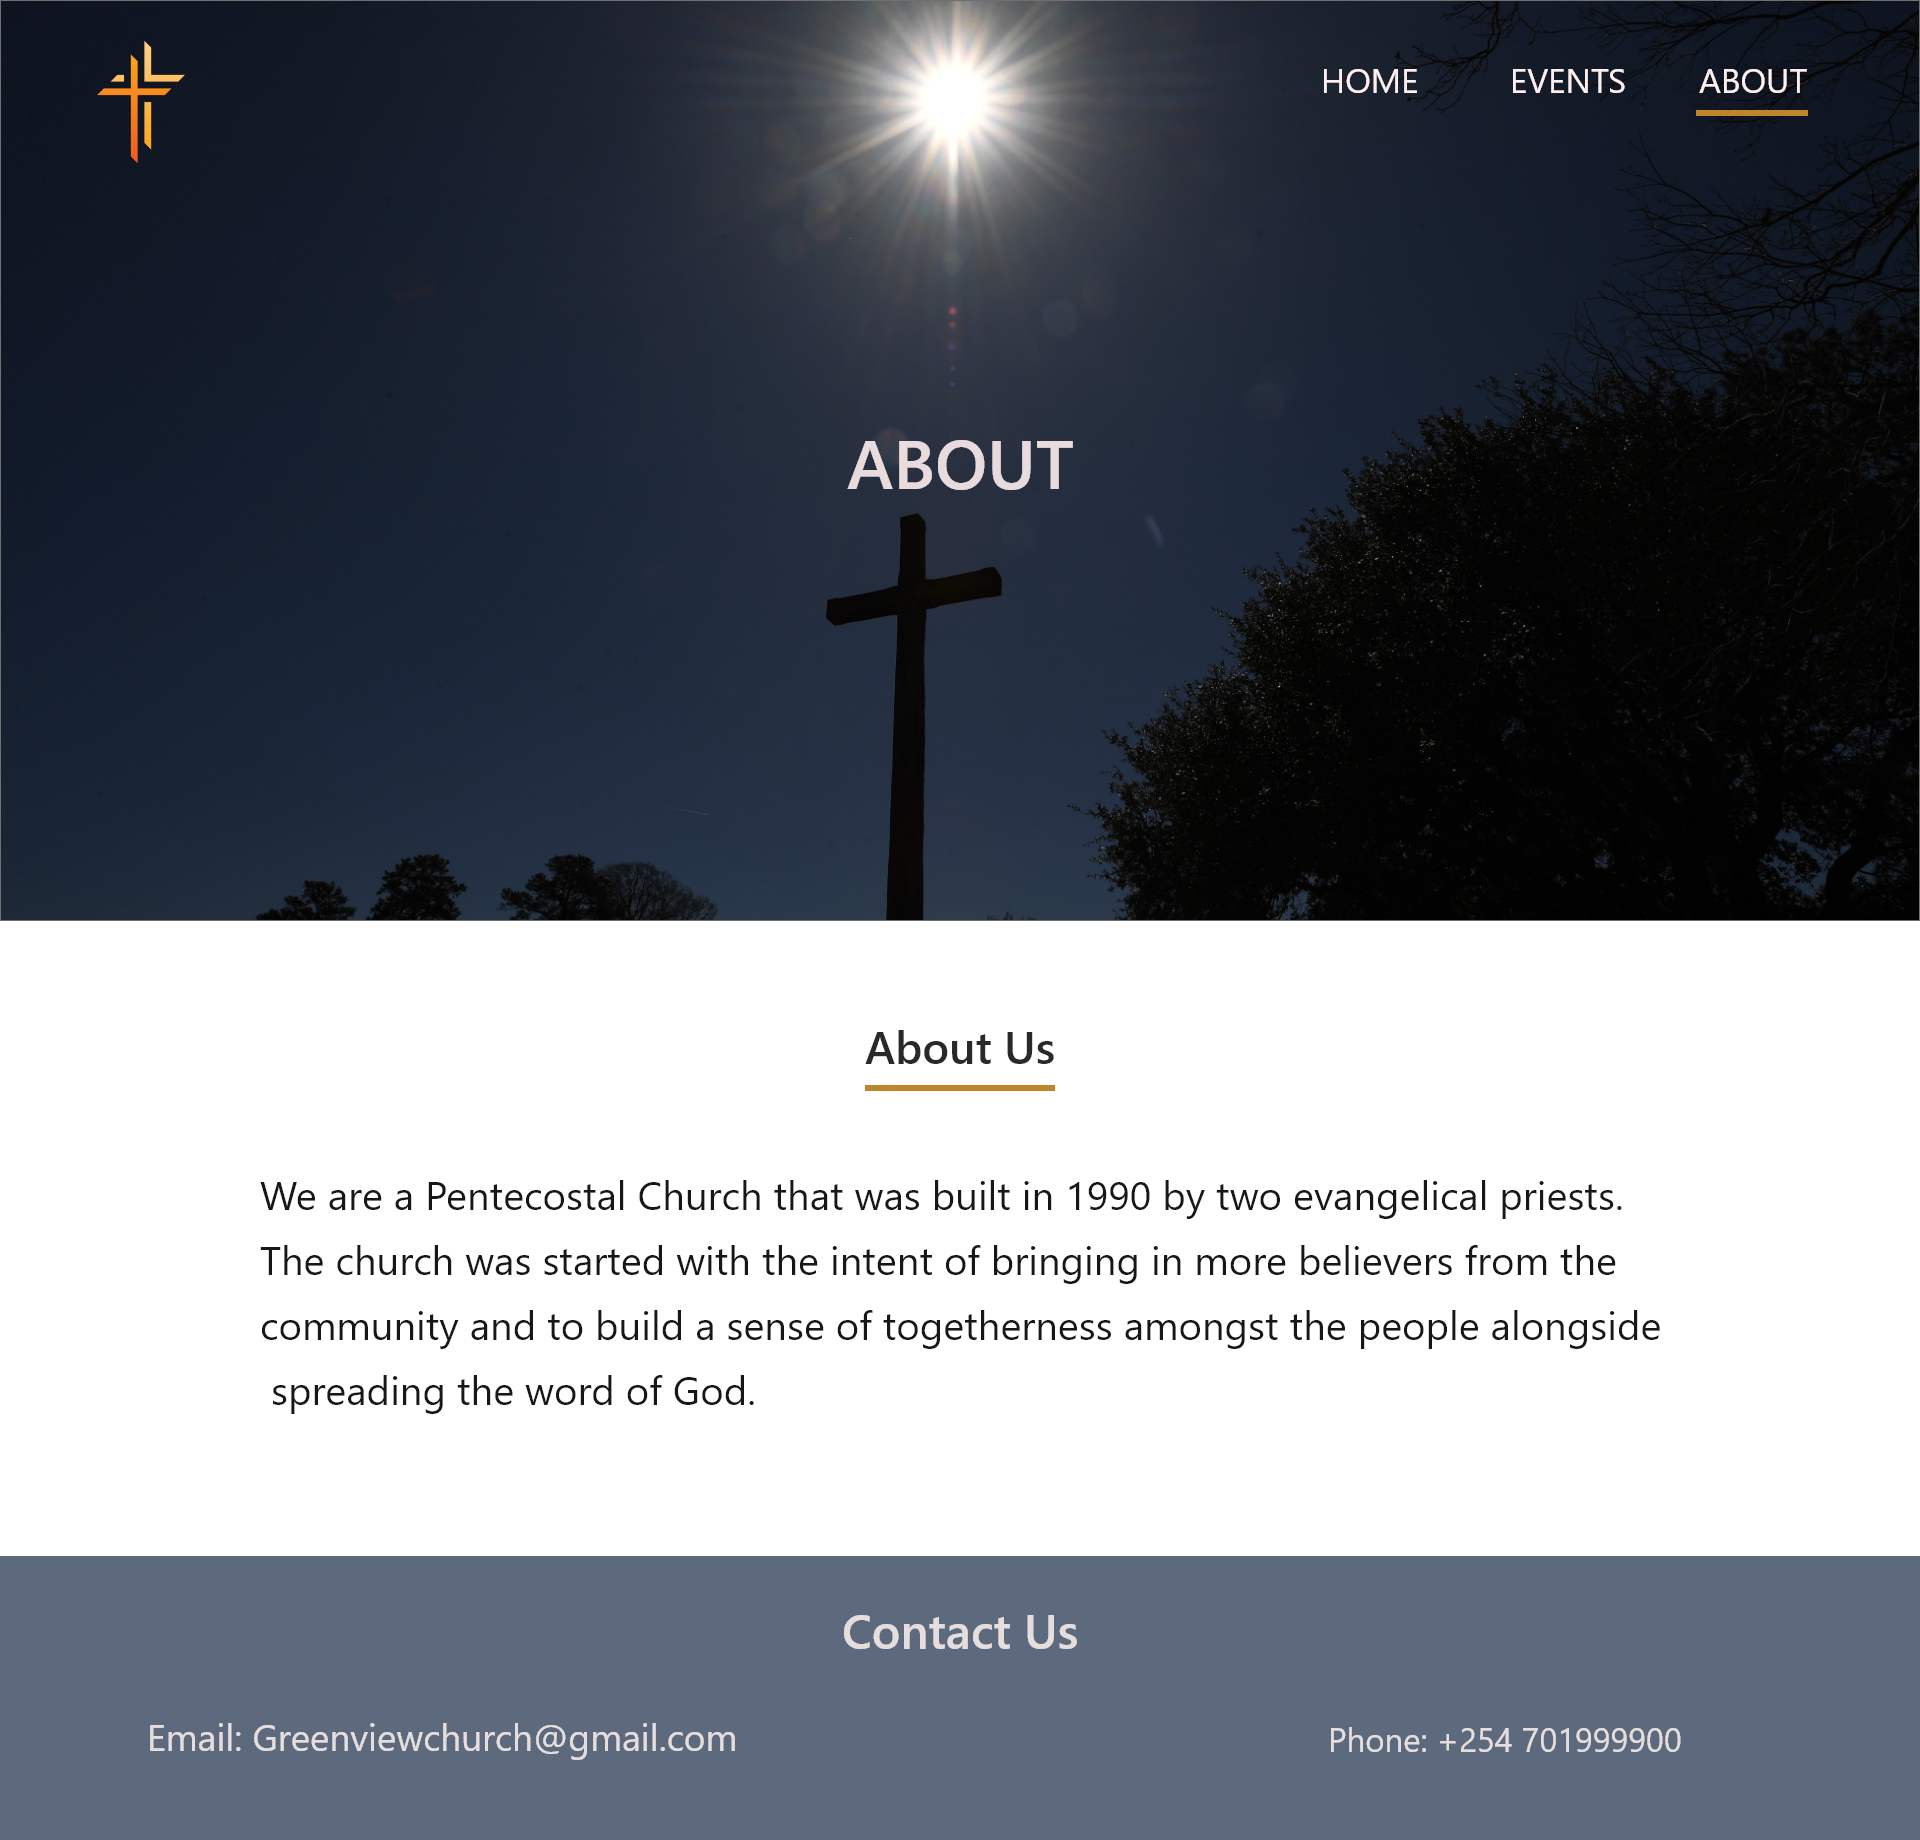 HOME EVENTS ABOUT
ABOUT
About Us
We are a Pentecostal Church that was built in 1990 by two evangelical priests.
The church was started with the intent of bringing in more believers from the
community and to build a sense of togetherness amongst the people alongside
spreading the word of God.
Contact Us
Email: Greenviewchurch@gmail.com
Phone: +254 701999900